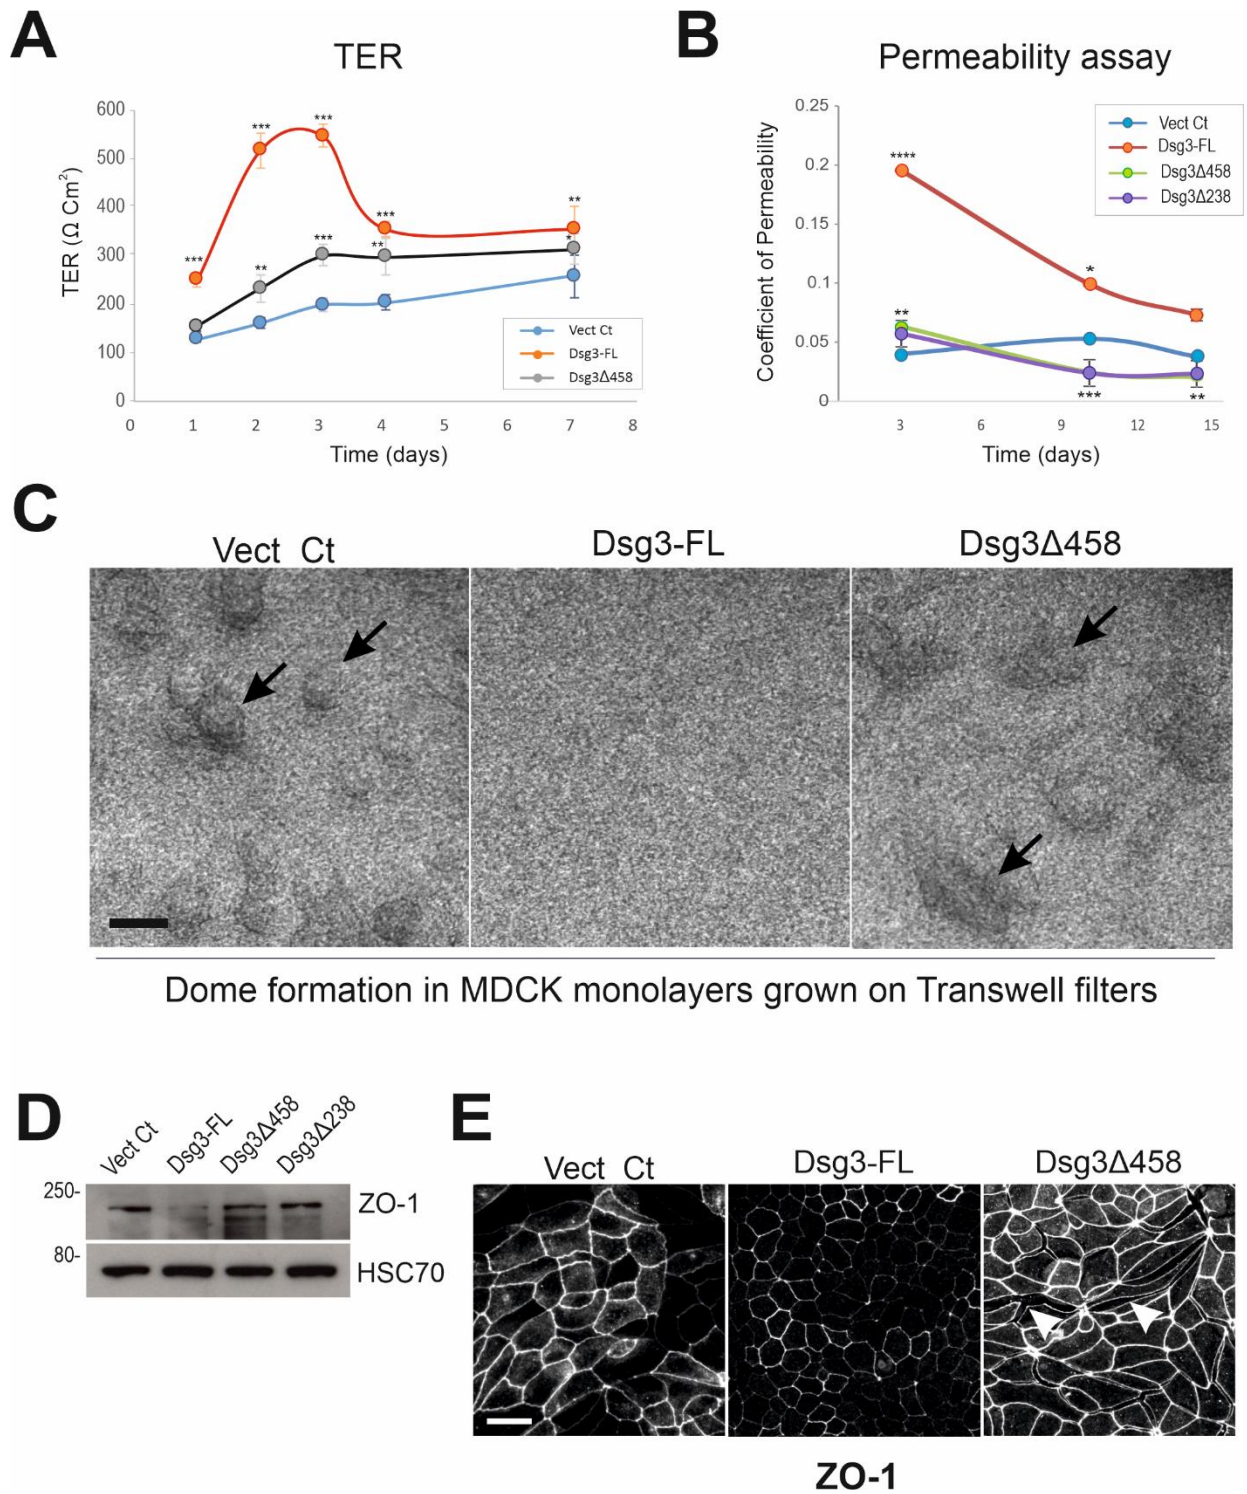 A
TER
TER (Ω Cm²)
600
500
400
300
200
100
0
***
***
***
***
**
**
***
**
*
Vect Ct
Dsg3-FL
Dsg3Δ458
0 1 2 3 4 7 8
Time (days)
B
Permeability assay
Coefficient of Permeability
0.25
0.2
0.15
0.1
0.05
0
****
*
**
***
**
Vect Ct
Dsg3-FL
Dsg3Δ458
Dsg3Δ238
3 6 9 12 15
Time (days)
C
Vect Ct
Dsg3-FL
Dsg3Δ458
Dome formation in MDCK monolayers grown on Transwell filters
D
Vect Ct
Dsg3-FL
Dsg3Δ458
Dsg3Δ238
250-
ZO-1
80-
HSC70
E
Vect Ct
Dsg3-FL
Dsg3Δ458
ZO-1